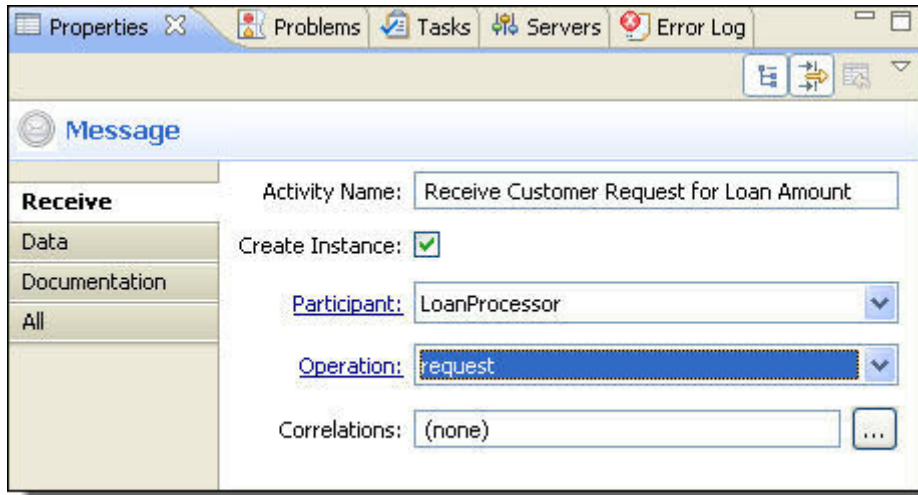 Properties Problems Tasks Servers Error Log
Message
Receive
Data
Documentation
All
Activity Name: Receive Customer Request for Loan Amount
Create Instance:
Participant: LoanProcessor
Operation: request
Correlations: (none) ...